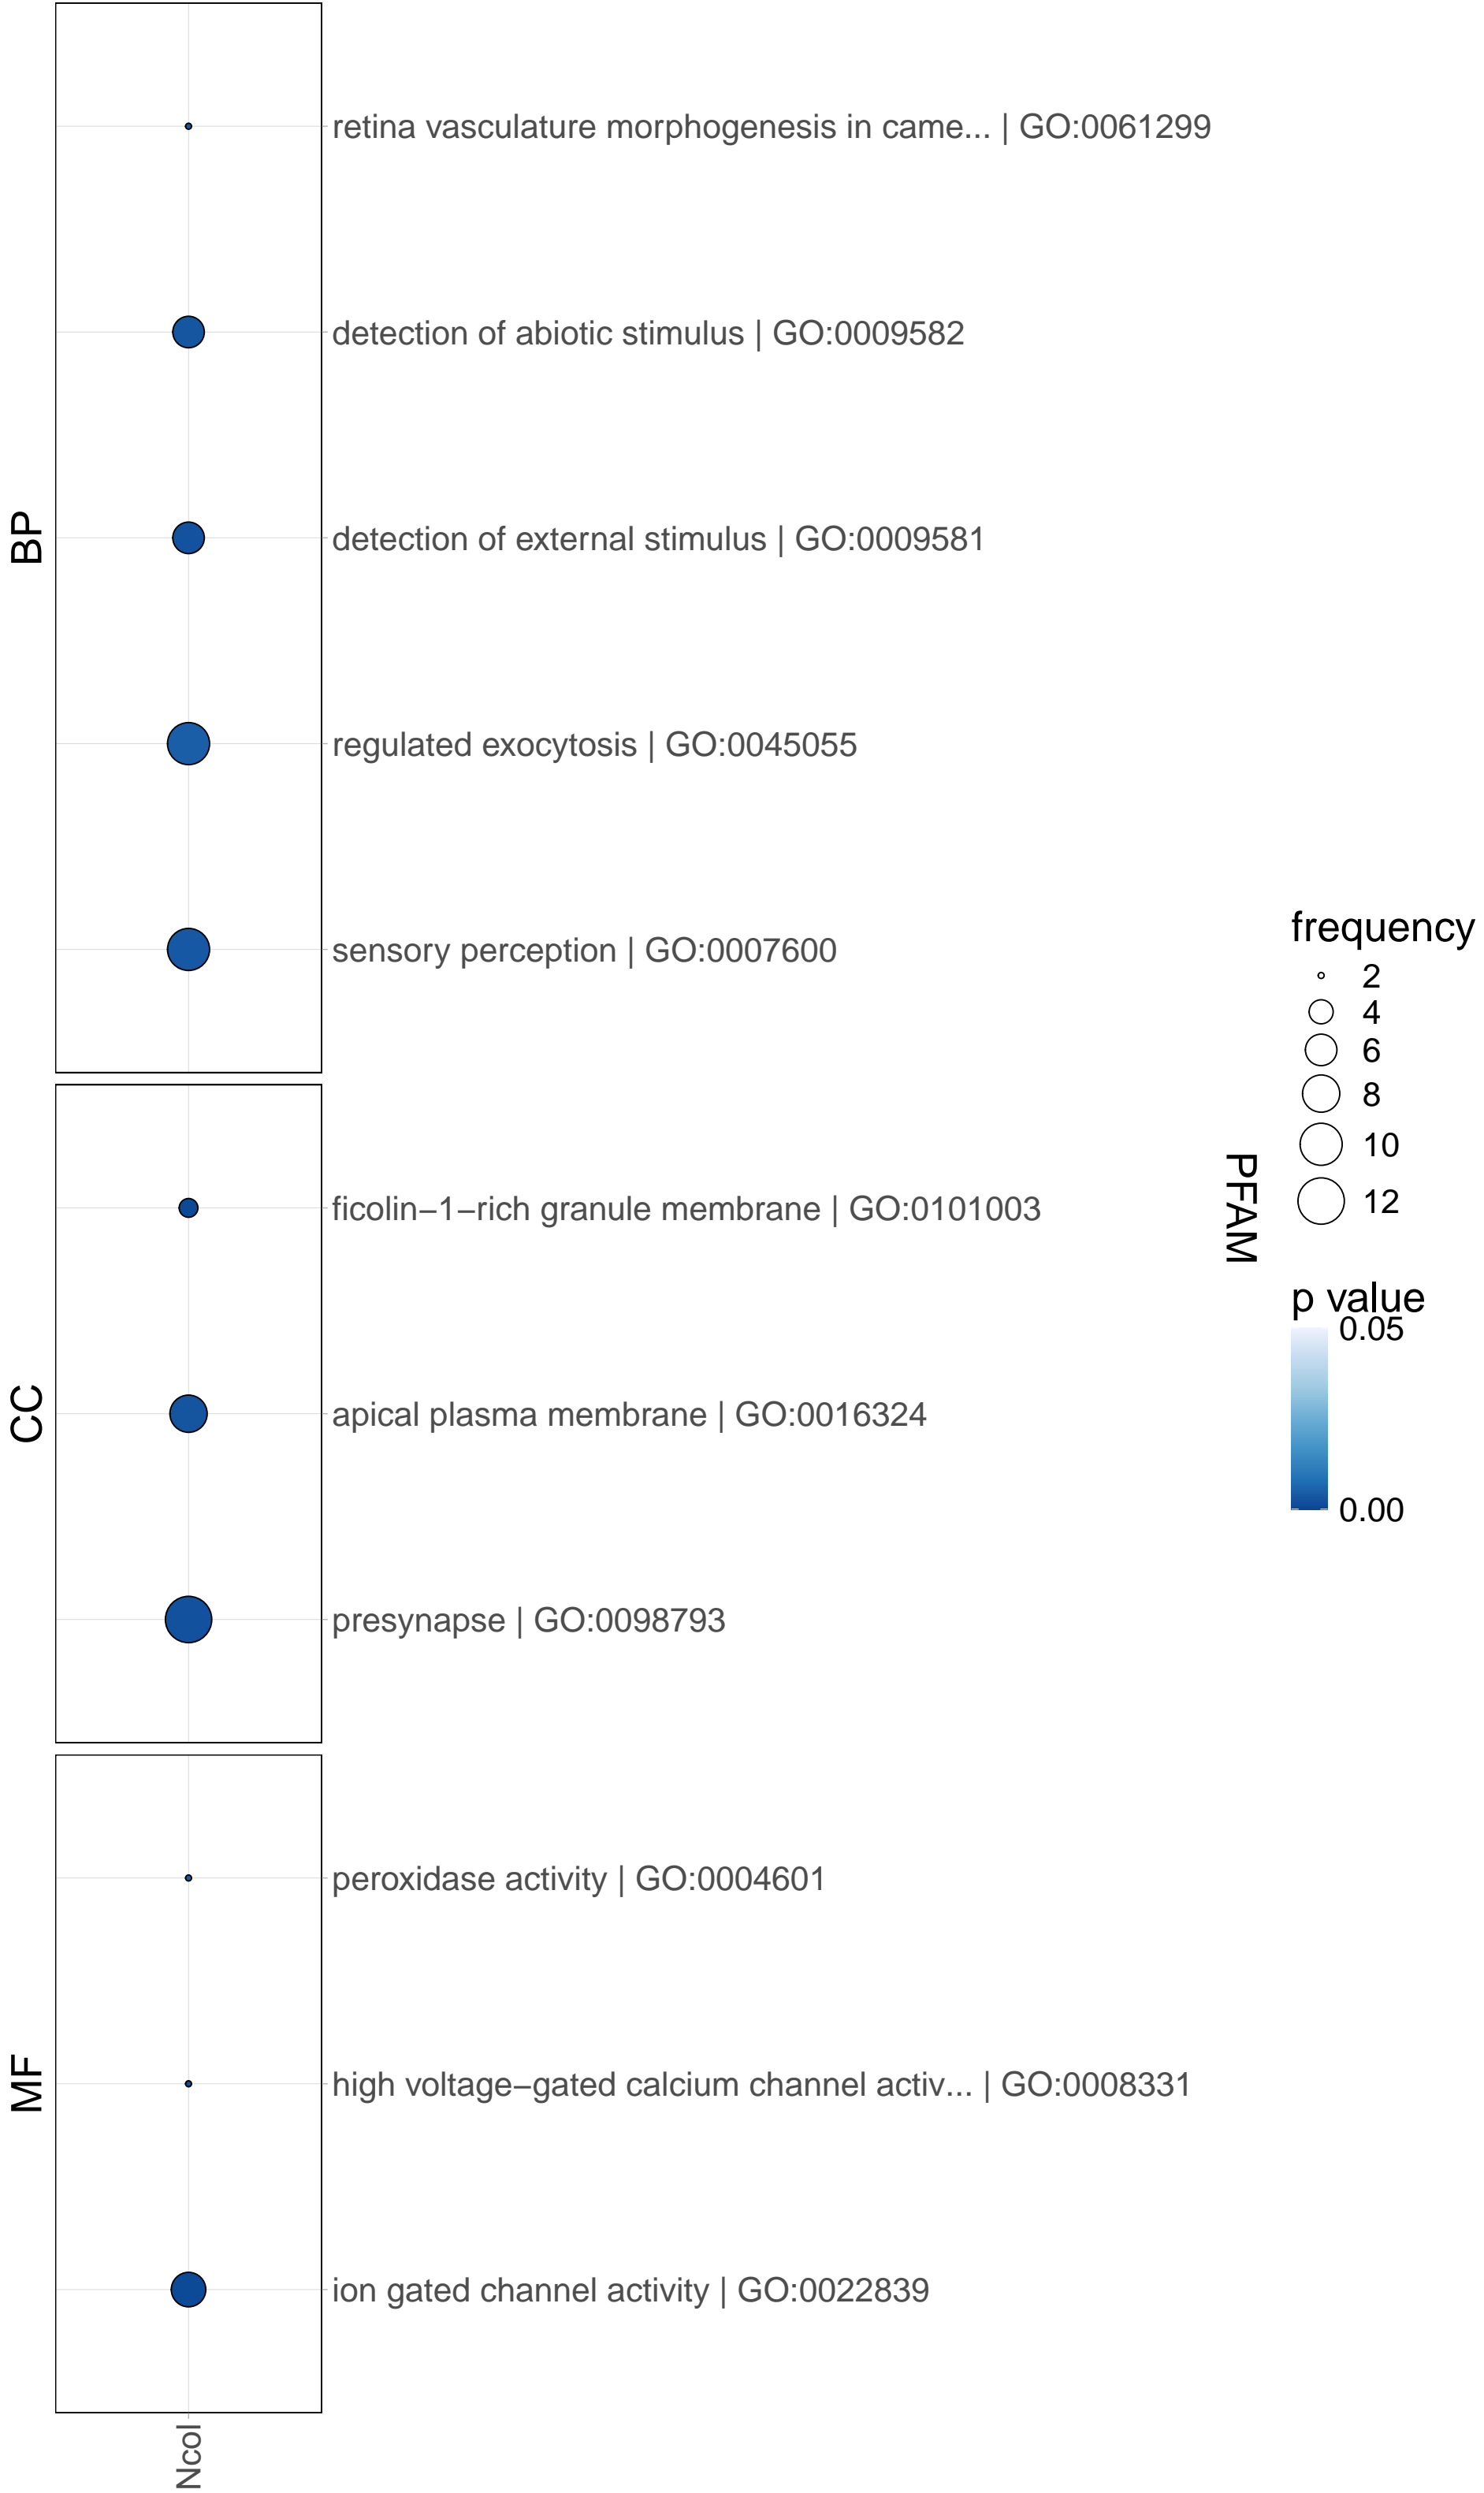 BP
retina vasculature morphogenesis in came... | GO:0061299
detection of abiotic stimulus | GO:0009582
detection of external stimulus | GO:0009581
regulated exocytosis | GO:0045055
sensory perception | GO:0007600
CC
ficolin−1−rich granule membrane | GO:0101003
apical plasma membrane | GO:0016324
presynapse | GO:0098793
MF
peroxidase activity | GO:0004601
high voltage−gated calcium channel activ... | GO:0008331
ion gated channel activity | GO:0022839
Ncol
PFAM
frequency
2
4
6
8
10
12
p value
0.05
0.00